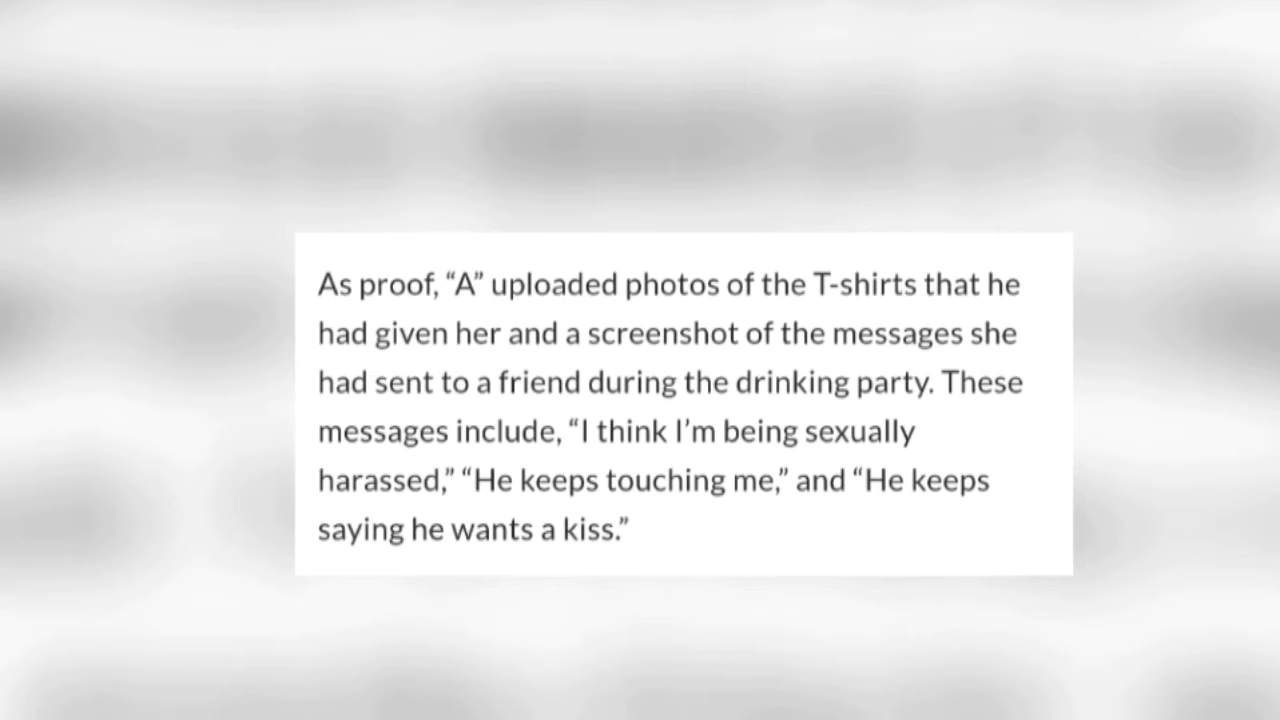 As proof, “A” uploaded photos of the T-shirts that he
had given her and a screenshot of the messages she
had sent to a friend during the drinking party. These
messages include, “I think I’m being sexually
harassed,” “He keeps touching me,” and “He keeps
saying he wants a kiss.”